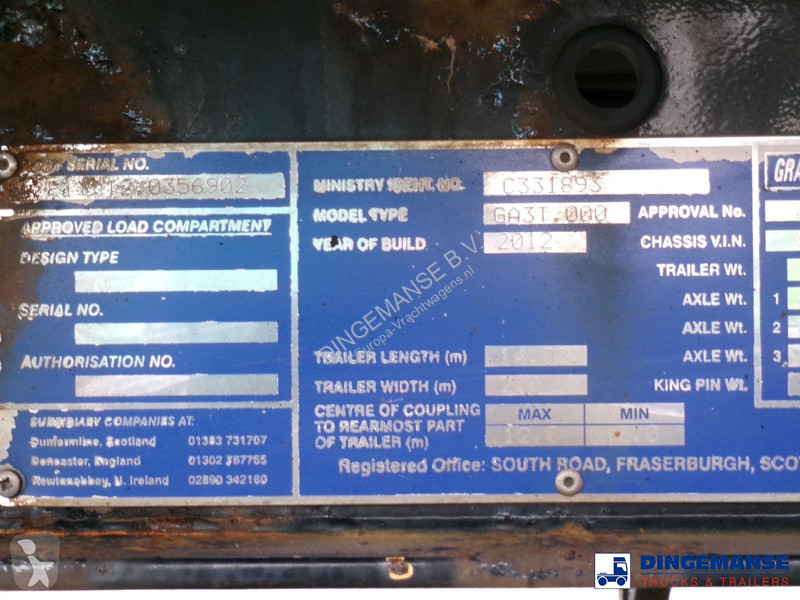 SERIAL NO.
0356902
APPROVED LOAD COMPARTMENT
DESIGN TYPE
SERIAL NO.
AUTHORISATION NO.
SUBSIDIARY COMPANIES AT:
Dunfermline, Scotland 01383 731767
Doncaster, England 01302 787755
Newtonabbey, N. Ireland
MINISTRY IDENT. NO. C331893
MODEL TYPE GA3T.000
YEAR OF BUILD 2012
TRAILER LENGTH (m)
TRAILER WIDTH (m)
CENTRE OF COUPLING
TO REARMOST PART
OF TRAILER (m)
MAX MIN
Registered Office: SOUTH ROAD, FRASERBURGH, SCO
GRA
APPROVAL No.
CHASSIS V.I.N.
TRAILER Wt.
AXLE Wt. 1
AXLE Wt. 2
AXLE Wt. 3
KING PIN Wt.
DINGEMANSE B.V.
Europa-Vrachtwagens.nl
DINGEMANSE
TRUCKS & TRAILERS